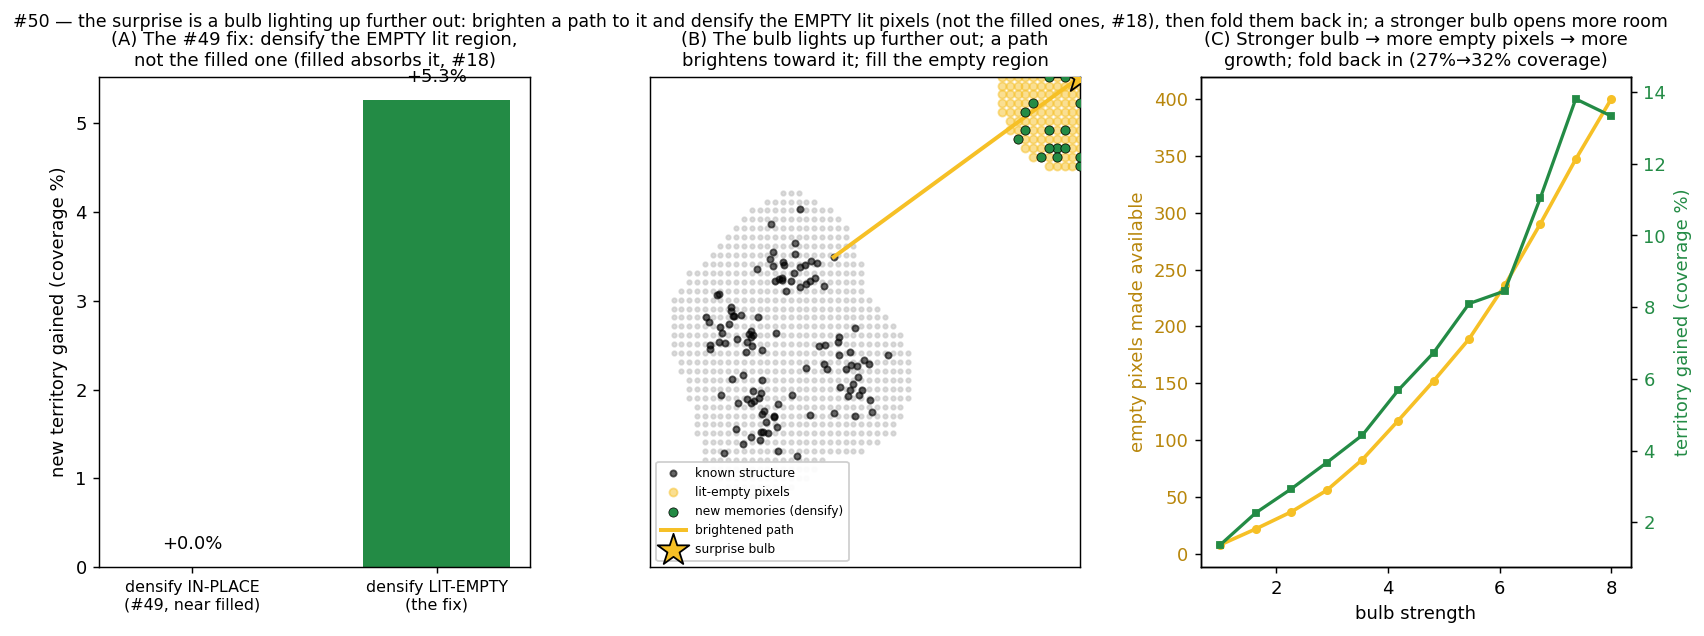 #50 — the surprise is a bulb lighting up further out: brighten a path to it and densify the EMPTY lit pixels (not the filled ones, #18), then fold them back in; a stronger bulb opens more room
(A) The #49 fix: densify the EMPTY lit region,
not the filled one (filled absorbs it, #18)
+5.3%
+0.0%
new territory gained (coverage %)
5
4
3
2
1
0
densify IN-PLACE
(#49, near filled)
densify LIT-EMPTY
(the fix)
(B) The bulb lights up further out; a path
brightens toward it; fill the empty region
known structure
lit-empty pixels
new memories (densify)
brightened path
surprise bulb
(C) Stronger bulb → more empty pixels → more
growth; fold back in (27%→32% coverage)
empty pixels made available
400
350
300
250
200
150
100
50
0
2 4 6 8
bulb strength
14
12
10
8
6
4
2
territory gained (coverage %)